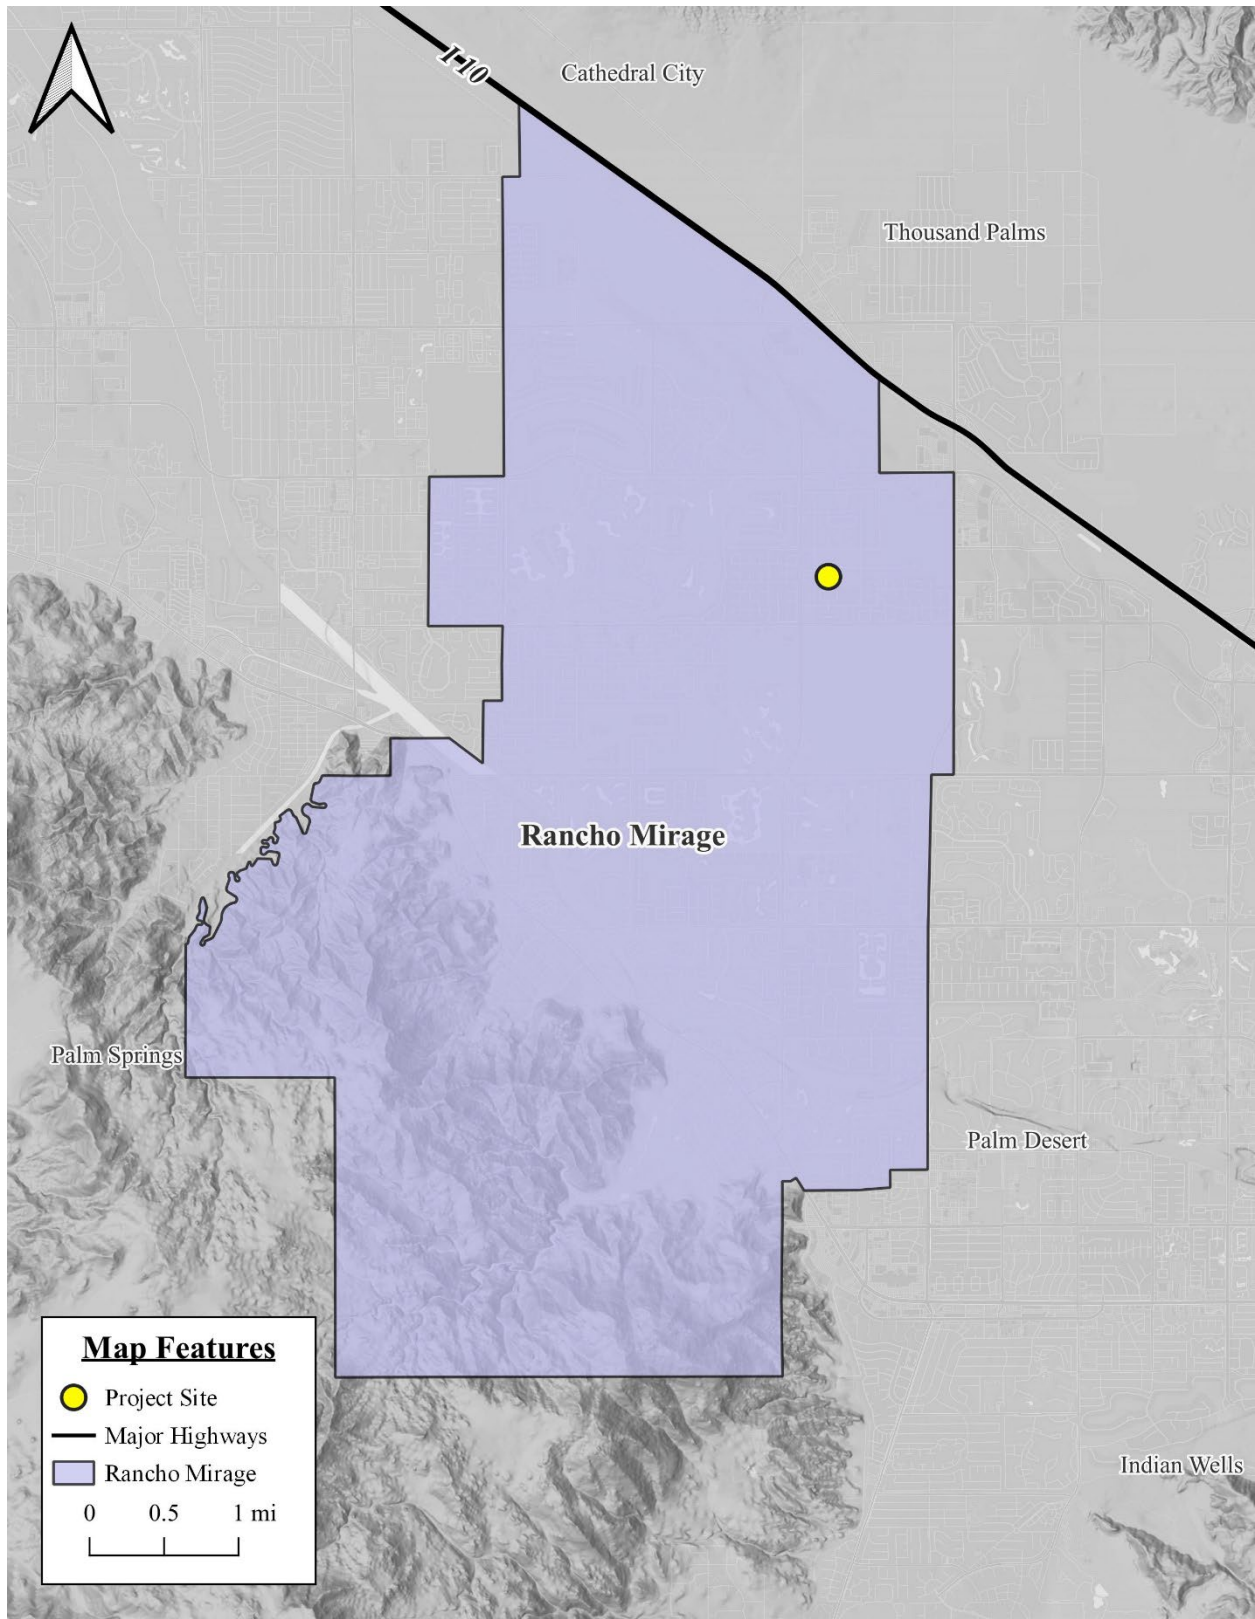 I-10
Cathedral City
Thousand Palms
Rancho Mirage
Palm Springs
Palm Desert
Indian Wells
Map Features
Project Site
Major Highways
Rancho Mirage
0 0.5 1 mi